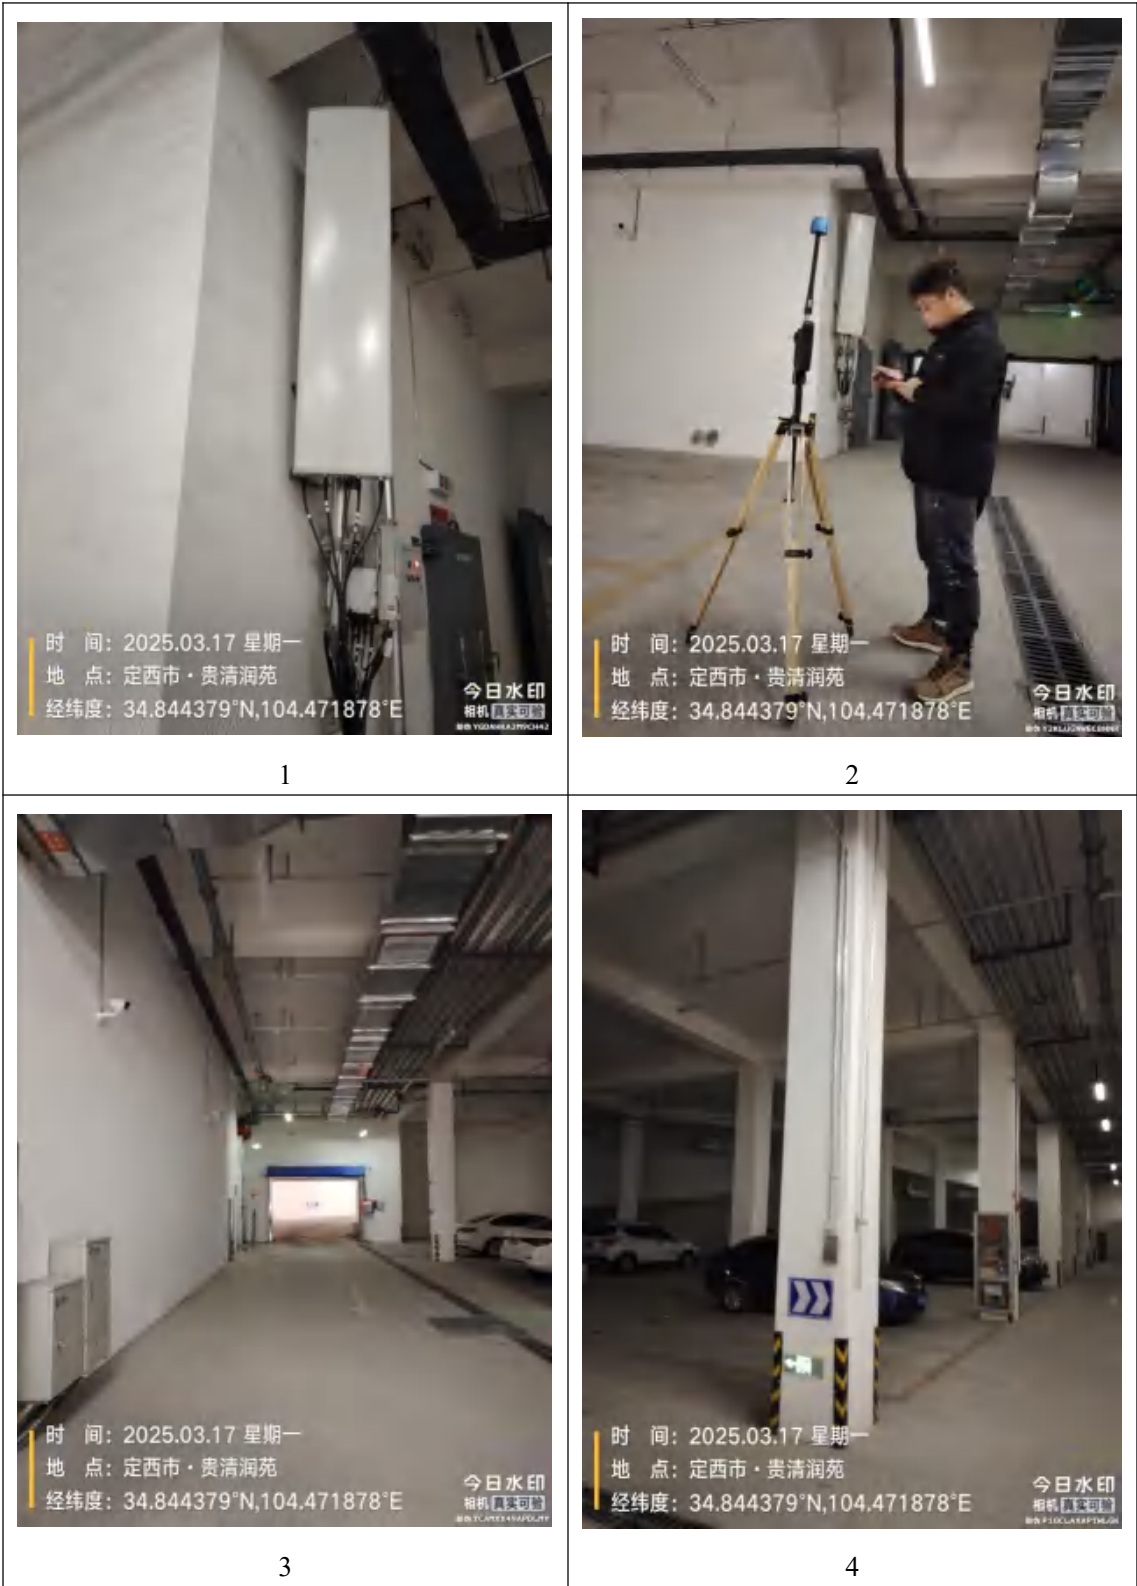 时 间：2025.03.17 星期一
地 点：定西市·贵清润苑
经纬度：34.844379°N,104.471878°E
今日水印
相机 真实可验
1
时 间：2025.03.17 星期一
地 点：定西市·贵清润苑
经纬度：34.844379°N,104.471878°E
今日水印
相机 真实可验
2
时 间：2025.03.17 星期一
地 点：定西市·贵清润苑
经纬度：34.844379°N,104.471878°E
今日水印
相机 真实可验
3
时 间：2025.03.17 星期一
地 点：定西市·贵清润苑
经纬度：34.844379°N,104.471878°E
今日水印
相机 真实可验
4